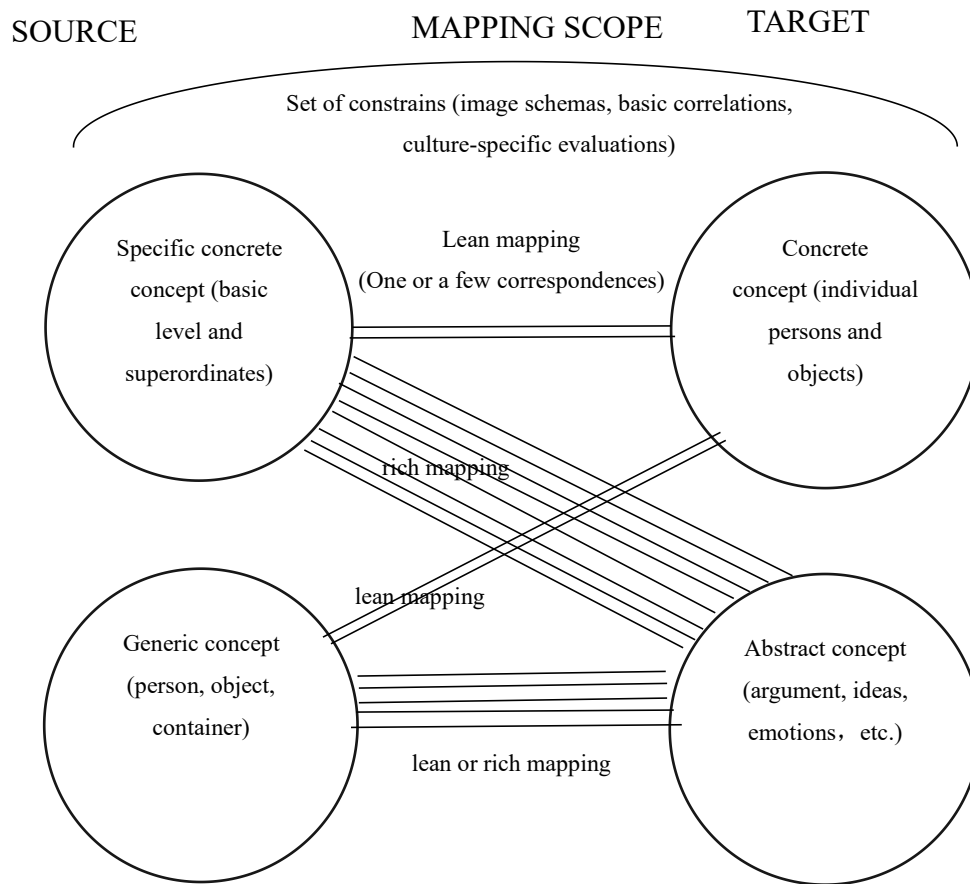 SOURCE
MAPPING SCOPE
TARGET
Set of constrains (image schemas, basic correlations,
culture-specific evaluations)
Specific concrete
concept (basic
level and
superordinates)
Lean mapping
(One or a few correspondences)
Concrete
concept (individual
persons and
objects)
rich mapping
lean mapping
Generic concept
(person, object,
container)
lean or rich mapping
Abstract concept
(argument, ideas,
emotions，etc.)